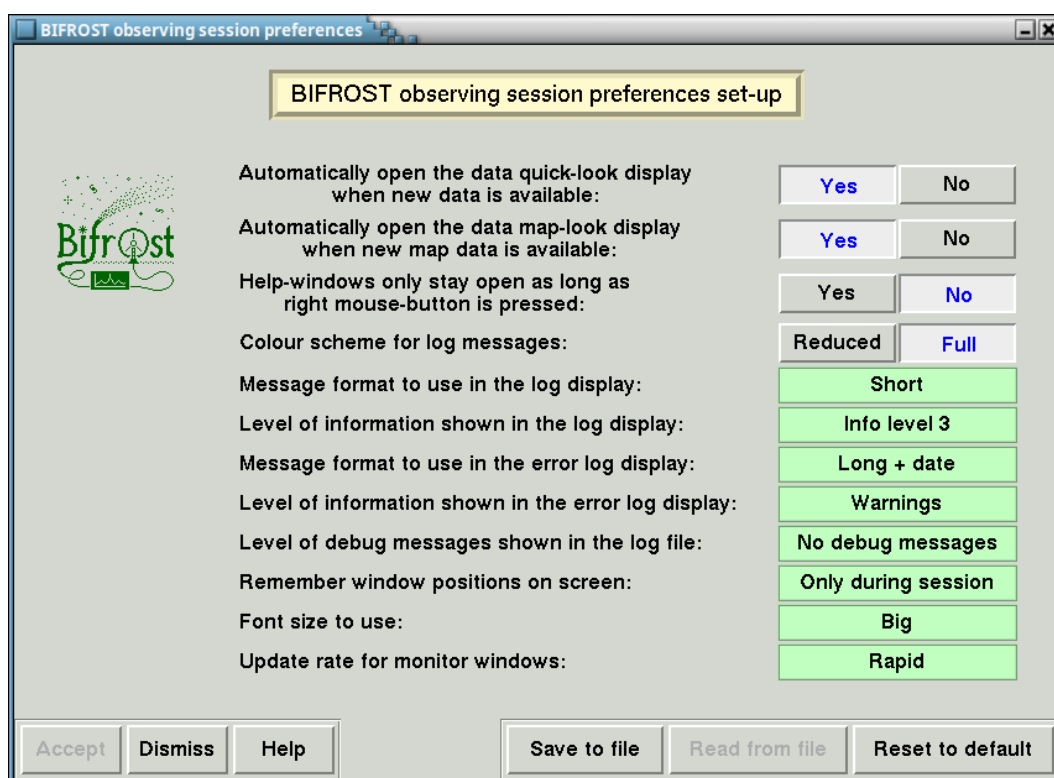 BIFROST observing session preferences
BIFROST observing session preferences set-up
Bifrost
Automatically open the data quick-look display
when new data is available:
Yes No
Automatically open the data map-look display
when new map data is available:
Yes No
Help-windows only stay open as long as
right mouse-button is pressed:
Yes No
Colour scheme for log messages: Reduced Full
Message format to use in the log display: Short
Level of information shown in the log display: Info level 3
Message format to use in the error log display: Long + date
Level of information shown in the error log display: Warnings
Level of debug messages shown in the log file: No debug messages
Remember window positions on screen: Only during session
Font size to use: Big
Update rate for monitor windows: Rapid
Accept Dismiss Help Save to file Read from file Reset to default